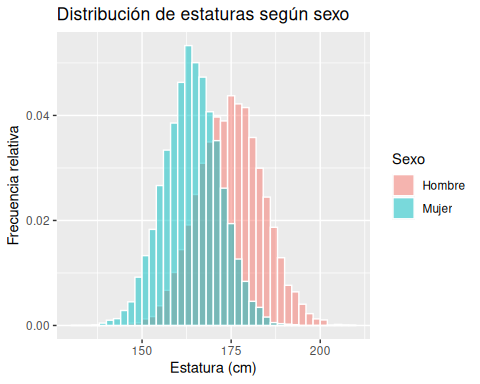 Distribución de estaturas según sexo
Frecuencia relativa
0.04
0.02
0.00
150
175
200
Estatura (cm)
Sexo
Hombre
Mujer